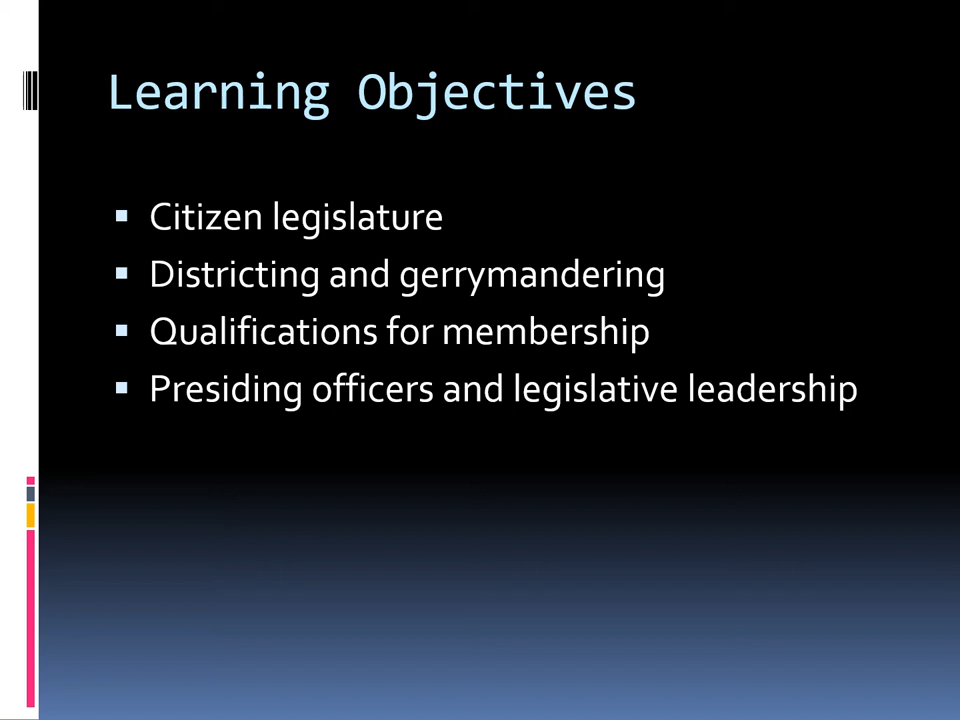 Learning Objectives
Citizen legislature
Districting and gerrymandering
Qualifications for membership
Presiding officers and legislative leadership